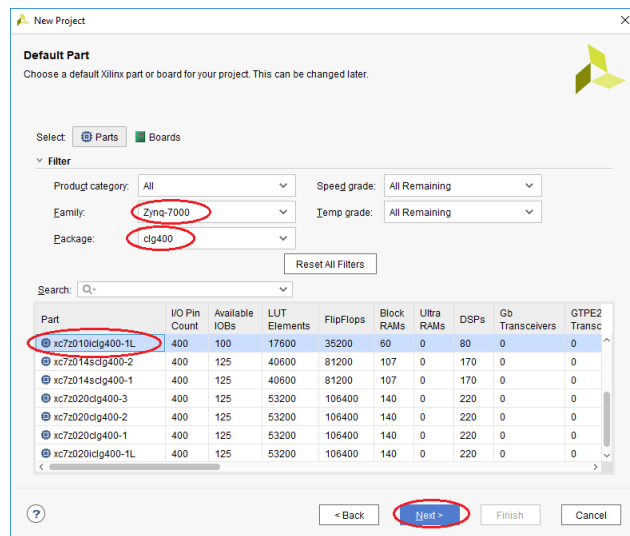 New Project
Default Part
Choose a default Xilinx part or board for your project. This can be changed later.
Select: Parts Boards
Filter
Product category: All Speed grade: All Remaining
Family: Zynq-7000 Temp grade: All Remaining
Package: clg400
Reset All Filters
Search: Q-
Part I/O Pin Count Available IOBs LUT Elements FlipFlops Block RAMs Ultra RAMs DSPs Gb Transceivers GTPE2 Transc
xc7z010iclg400-1L 400 100 17600 35200 60 0 80 0 0
xc7z014sclg400-2 400 125 40600 81200 107 0 170 0 0
xc7z014sclg400-1 400 125 40600 81200 107 0 170 0 0
xc7z020clg400-3 400 125 53200 106400 140 0 220 0 0
xc7z020clg400-2 400 125 53200 106400 140 0 220 0 0
xc7z020clg400-1 400 125 53200 106400 140 0 220 0 0
xc7z020iclg400-1L 400 125 53200 106400 140 0 220 0 0
? < Back Next > Finish Cancel